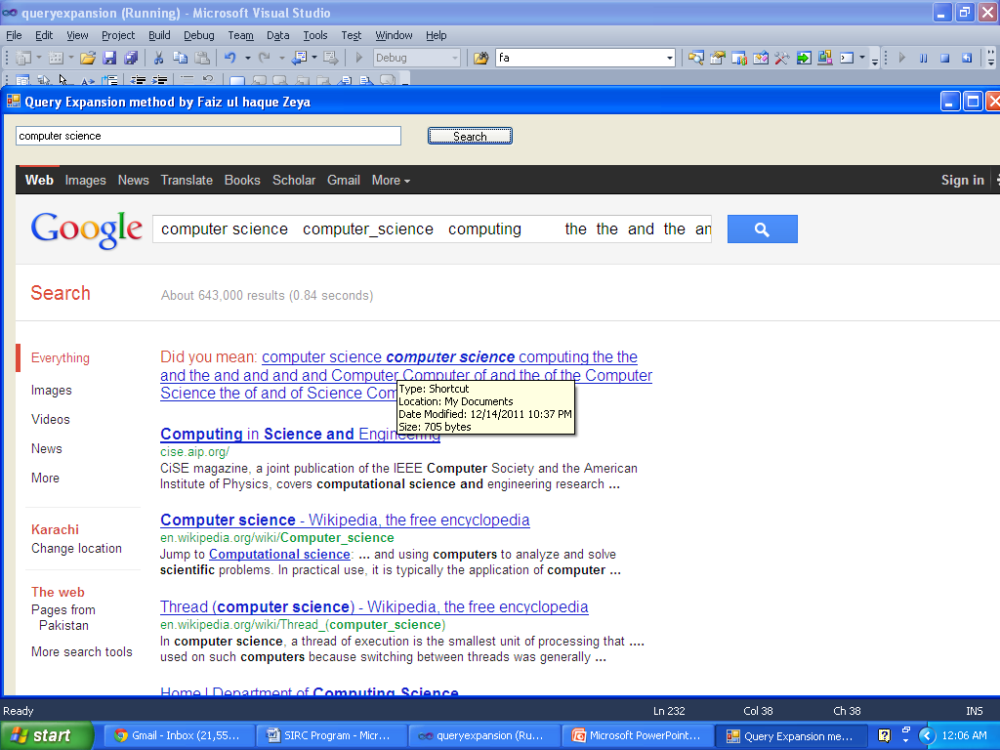 queryexpansion (Running) - Microsoft Visual Studio
File Edit View Project Build Debug Team Data Tools Test Window Help
Debug fa
Query Expansion method by Faiz ul haque Zeya
computer science Search
Web Images News Translate Books Scholar Gmail More Sign in
Google computer science computer_science computing the the and the an
Search About 643,000 results (0.84 seconds)
Everything
Images
Videos
News
More
Karachi
Change location
The web
Pages from
Pakistan
More search tools
Did you mean: computer science computer science computing the the
and the and and and and Computer Computer of and the of the Computer
Science the of and of Science Com
Type: Shortcut
Location: My Documents
Date Modified: 12/14/2011 10:37 PM
Size: 705 bytes
Computing in Science and Engineering
cise.aip.org/
CiSE magazine, a joint publication of the IEEE Computer Society and the American
Institute of Physics, covers computational science and engineering research ...
Computer science - Wikipedia, the free encyclopedia
en.wikipedia.org/wiki/Computer_science
Jump to Computational science: ... and using computers to analyze and solve
scientific problems. In practical use, it is typically the application of computer ...
Thread (computer science) - Wikipedia, the free encyclopedia
en.wikipedia.org/wiki/Thread_(computer_science)
In computer science, a thread of execution is the smallest unit of processing that ....
used on such computers because switching between threads was generally ...
Home | Department of Computing Science
Ready Ln 232 Col 38 Ch 38 INS
start Gmail - Inbox (21,55... SIRC Program - Micr... queryexpansion (Ru... Microsoft PowerPoint... Query Expansion me... 12:06 AM